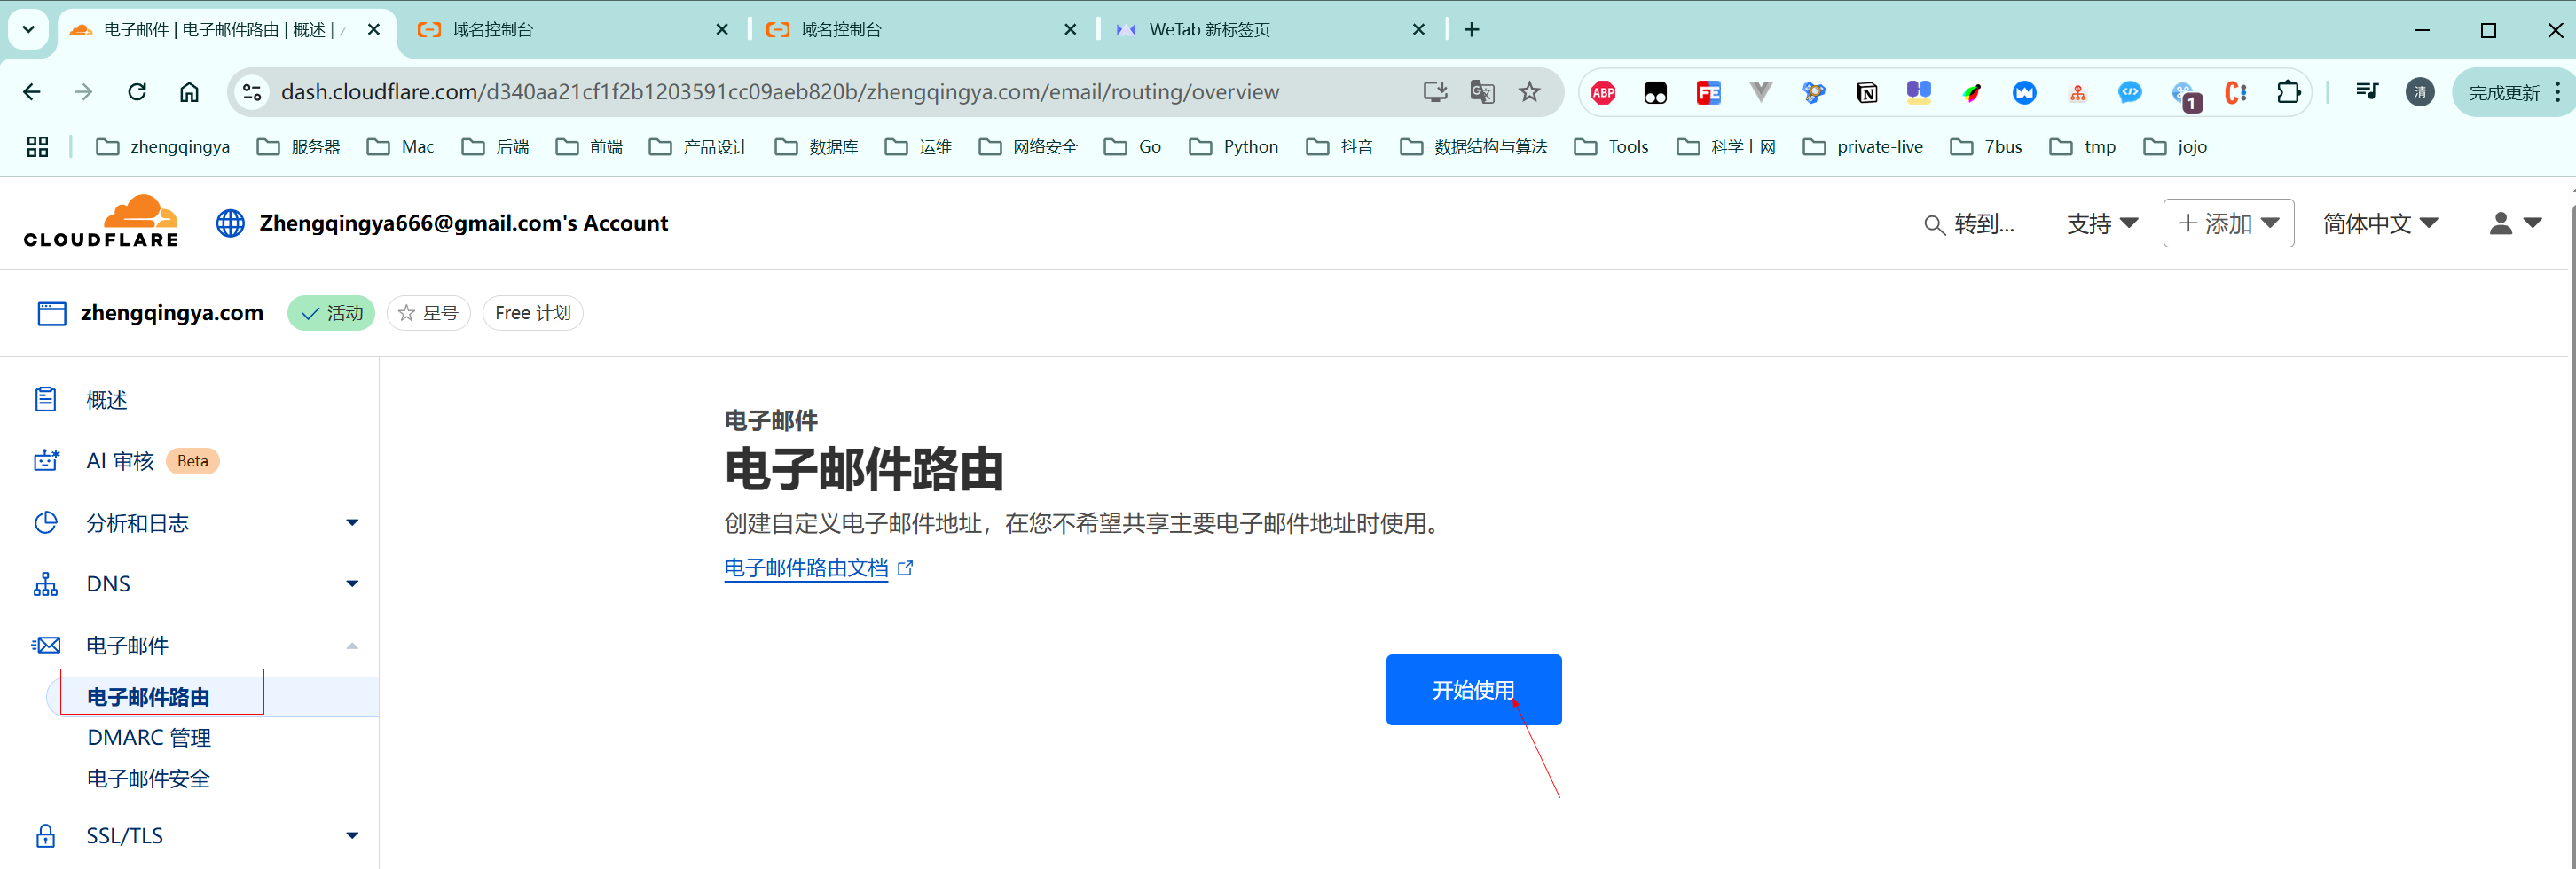 电子邮件 | 电子邮件路由 | 概述 | z
域名控制台
域名控制台
WeTab 新标签页
dash.cloudflare.com/d340aa21cf1f2b1203591cc09aeb820b/zhengqingya.com/email/routing/overview
ABP
FE
1
清
完成更新
zhengqingya
服务器
Mac
后端
前端
产品设计
数据库
运维
网络安全
Go
Python
抖音
数据结构与算法
Tools
科学上网
private-live
7bus
tmp
jojo
CLOUDFLARE
Zhengqingya666@gmail.com's Account
转到...
支持
添加
简体中文
zhengqingya.com
活动
星号
Free 计划
概述
AI 审核 Beta
分析和日志
DNS
电子邮件
电子邮件路由
DMARC 管理
电子邮件安全
SSL/TLS
电子邮件
电子邮件路由
创建自定义电子邮件地址，在您不希望共享主要电子邮件地址时使用。
电子邮件路由文档
开始使用